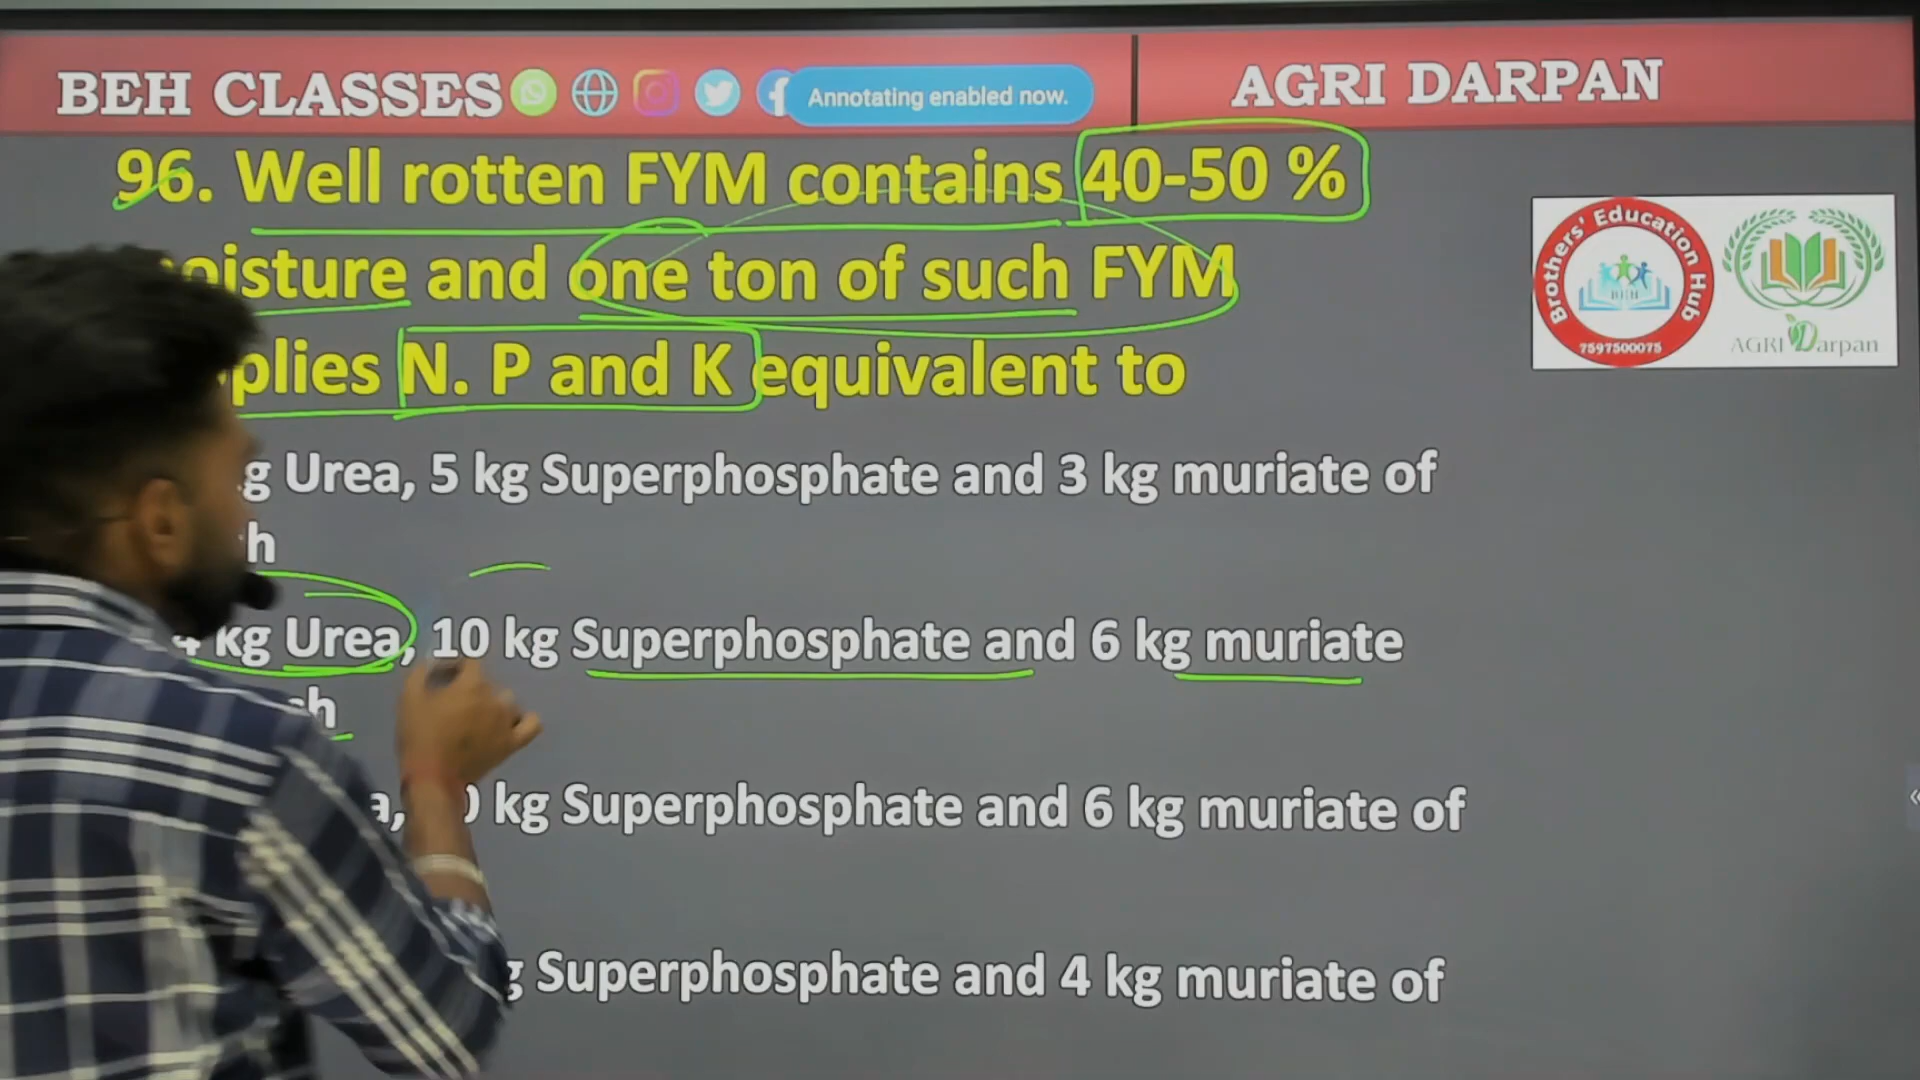 BEH CLASSES
Annotating enabled now.
AGRI DARPAN
96. Well rotten FYM contains 40-50 %
and one ton of such FYM
N. P and K equivalent to
Urea, 5 kg Superphosphate and 3 kg muriate of
4 kg Urea, 10 kg Superphosphate and 6 kg muriate
kg Superphosphate and 6 kg muriate of
Superphosphate and 4 kg muriate of
Brothers' Education Hub
BEH
7597500075
AGRI Darpan